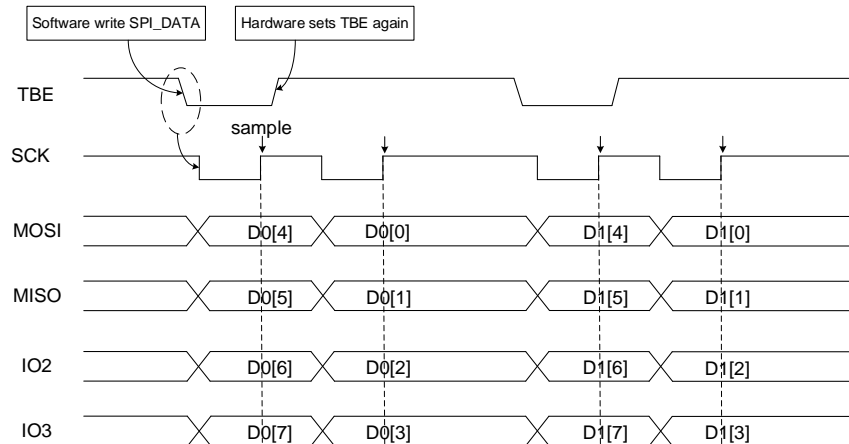 Software write SPI_DATA
Hardware sets TBE again
TBE
sample
SCK
MOSI D0[4] D0[0] D1[4] D1[0]
MISO D0[5] D0[1] D1[5] D1[1]
IO2 D0[6] D0[2] D1[6] D1[2]
IO3 D0[7] D0[3] D1[7] D1[3]